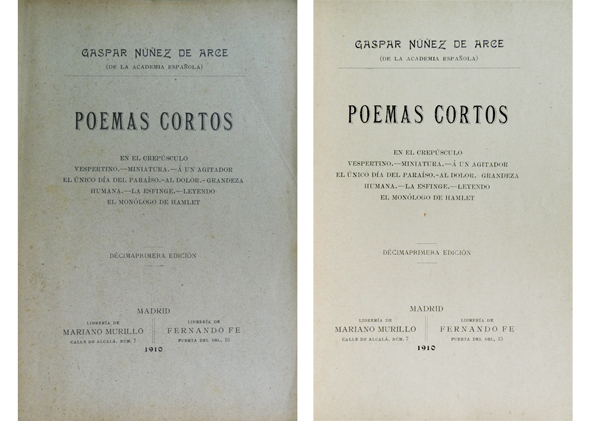 GASPAR NÚÑEZ DE ARCE
(DE LA ACADEMIA ESPAÑOLA)
POEMAS CORTOS
EN EL CREPÚSCULO
VESPERTINO.—MINIATURA.—Á UN AGITADOR
EL ÚNICO DÍA DEL PARAÍSO.-AL DOLOR.-GRANDEZA
HUMANA.—LA ESFINGE.—LEYENDO
EL MONÓLOGO DE HAMLET
DÉCIMAPRIMERA EDICIÓN
MADRID
LIBRERÍA DE
MARIANO MURILLO
CALLE DE ALCALÁ, NÚM. 7
LIBRERÍA DE
FERNANDO FE
PUERTA DEL SOL, 15
1910
GASPAR NÚÑEZ DE ARCE
(DE LA ACADEMIA ESPAÑOLA)
POEMAS CORTOS
EN EL CREPÚSCULO
VESPERTINO.—MINIATURA.—Á UN AGITADOR
EL ÚNICO DÍA DEL PARAÍSO.-AL DOLOR.-GRANDEZA
HUMANA.—LA ESFINGE.—LEYENDO
EL MONÓLOGO DE HAMLET
DÉCIMAPRIMERA EDICIÓN
MADRID
LIBRERÍA DE
MARIANO MURILLO
CALLE DE ALCALÁ, NÚM. 7
LIBRERÍA DE
FERNANDO FE
PUERTA DEL SOL, 15
1910